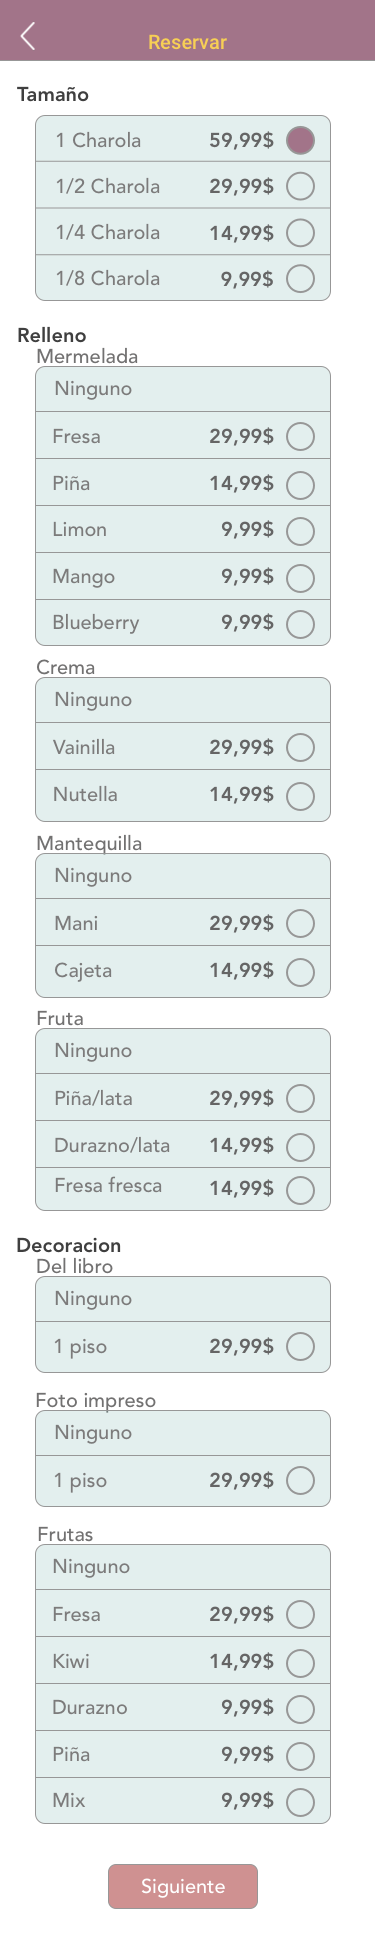 Reservar
Tamaño
1 Charola 59,99$
1/2 Charola 29,99$
1/4 Charola 14,99$
1/8 Charola 9,99$
Relleno
Mermelada
Ninguno
Fresa 29,99$
Piña 14,99$
Limon 9,99$
Mango 9,99$
Blueberry 9,99$
Crema
Ninguno
Vainilla 29,99$
Nutella 14,99$
Mantequilla
Ninguno
Mani 29,99$
Cajeta 14,99$
Fruta
Ninguno
Piña/lata 29,99$
Durazno/lata 14,99$
Fresa fresca 14,99$
Decoracion
Del libro
Ninguno
1 piso 29,99$
Foto impreso
Ninguno
1 piso 29,99$
Frutas
Ninguno
Fresa 29,99$
Kiwi 14,99$
Durazno 9,99$
Piña 9,99$
Mix 9,99$
Siguiente